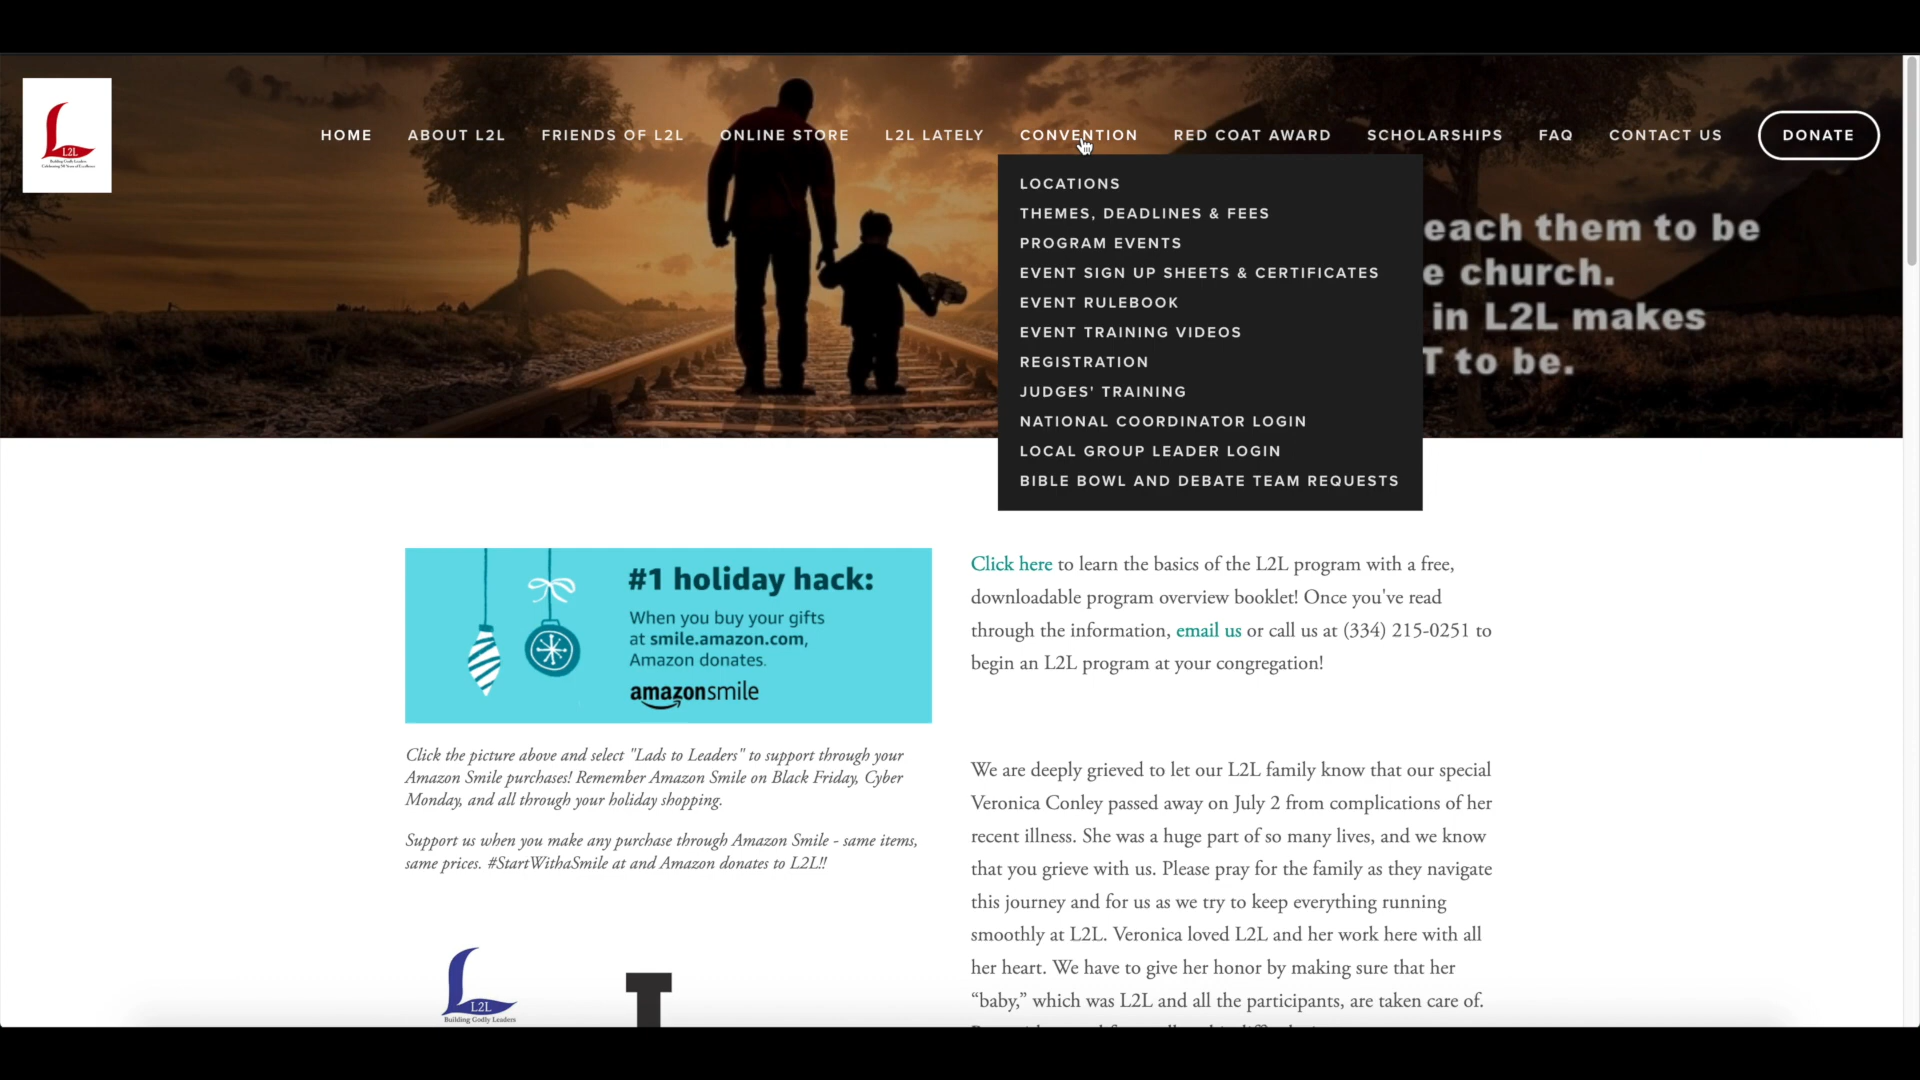 L2L
HOME ABOUT L2L FRIENDS OF L2L ONLINE STORE L2L LATELY CONVENTION RED COAT AWARD SCHOLARSHIPS FAQ CONTACT US DONATE
LOCATIONS
THEMES, DEADLINES & FEES
PROGRAM EVENTS
EVENT SIGN UP SHEETS & CERTIFICATES
EVENT RULEBOOK
EVENT TRAINING VIDEOS
REGISTRATION
JUDGES' TRAINING
NATIONAL COORDINATOR LOGIN
LOCAL GROUP LEADER LOGIN
BIBLE BOWL AND DEBATE TEAM REQUESTS
each them to be
e church.
in L2L makes
T to be.
#1 holiday hack:
When you buy your gifts
at smile.amazon.com,
Amazon donates.
amazonsmile
Click the picture above and select "Lads to Leaders" to support through your
Amazon Smile purchases! Remember Amazon Smile on Black Friday, Cyber
Monday, and all through your holiday shopping.
Support us when you make any purchase through Amazon Smile - same items,
same prices. #StartWithaSmile at and Amazon donates to L2L!!
L2L
Building Godly Leaders
Click here to learn the basics of the L2L program with a free,
downloadable program overview booklet! Once you've read
through the information, email us or call us at (334) 215-0251 to
begin an L2L program at your congregation!
We are deeply grieved to let our L2L family know that our special
Veronica Conley passed away on July 2 from complications of her
recent illness. She was a huge part of so many lives, and we know
that you grieve with us. Please pray for the family as they navigate
this journey and for us as we try to keep everything running
smoothly at L2L. Veronica loved L2L and her work here with all
her heart. We have to give her honor by making sure that her
“baby,” which was L2L and all the participants, are taken care of.